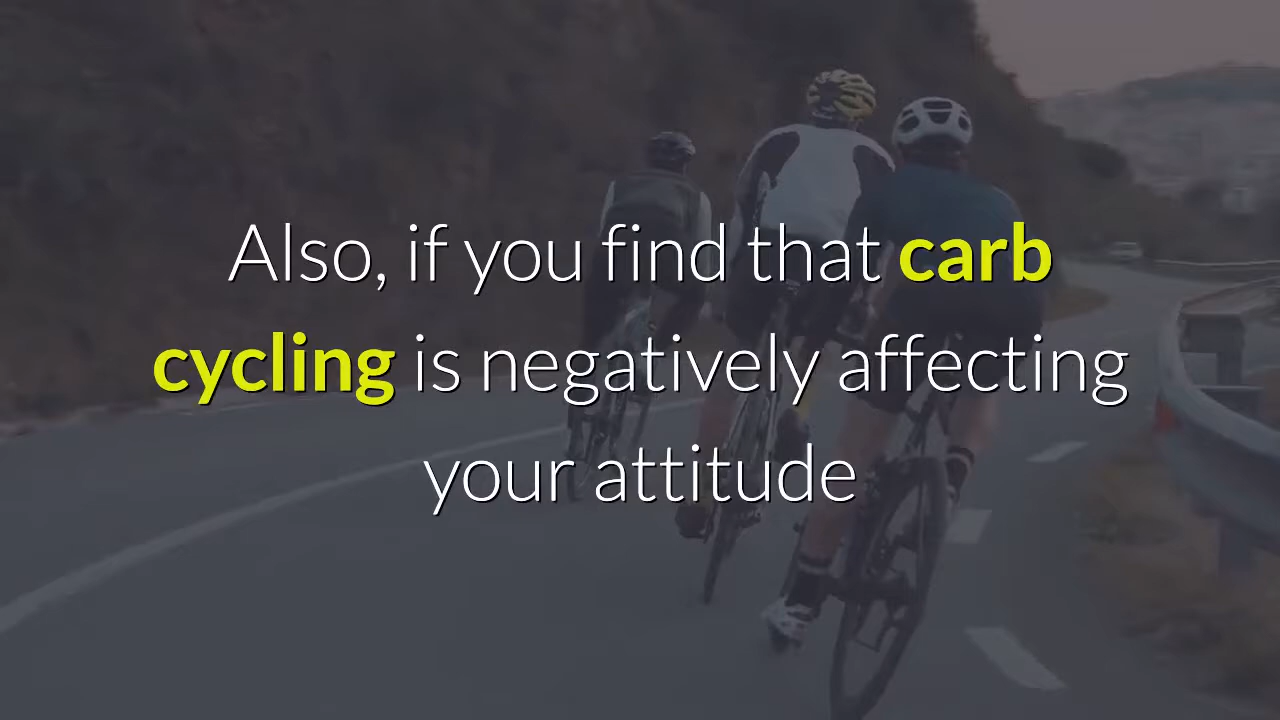 Also, if you find that carb
cycling is negatively affecting
your attitude